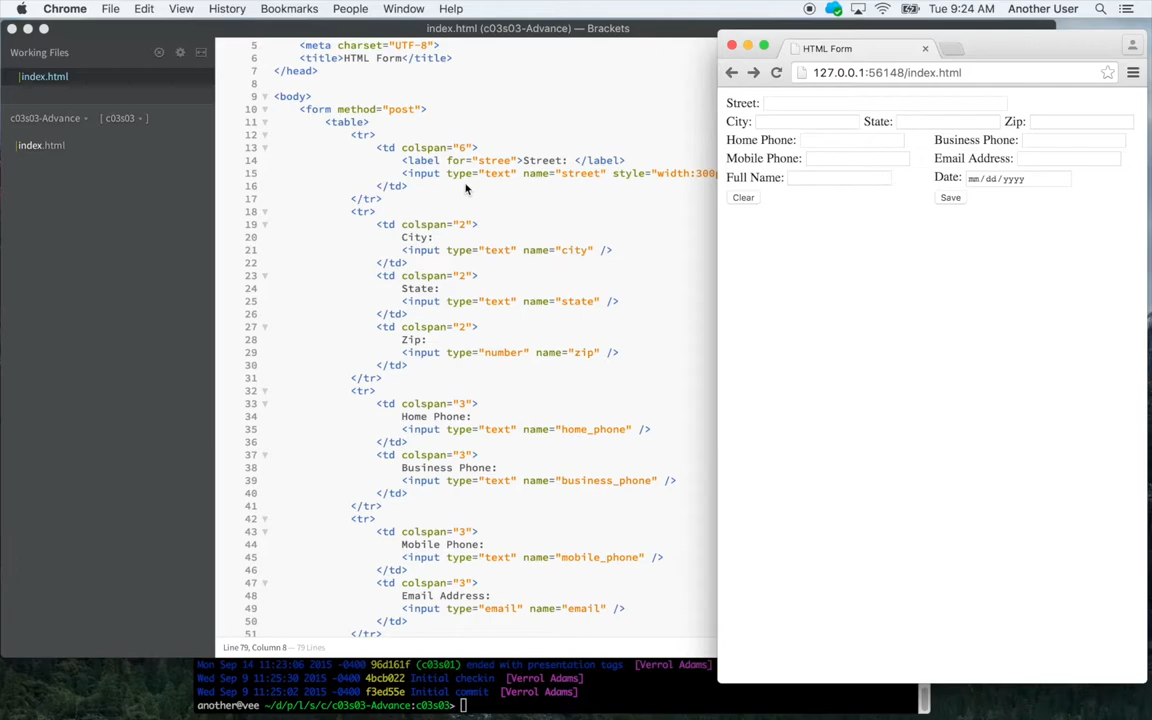 Chrome File Edit View History Bookmarks People Window Help Tue 9:24 AM Another User
index.html (c03s03-Advance) — Brackets
Working Files
index.html
c03s03-Advance [ c03s03 ]
index.html
5 <meta charset="UTF-8">
6 <title>HTML Form</title>
7 </head>
8
9 <body>
10 <form method="post">
11 <table>
12 <tr>
13 <td colspan="6">
14 <label for="stree">Street: </label>
15 <input type="text" name="street" style="width:300p
16 </td>
17 </tr>
18 <tr>
19 <td colspan="2">
20 City:
21 <input type="text" name="city" />
22 </td>
23 <td colspan="2">
24 State:
25 <input type="text" name="state" />
26 </td>
27 <td colspan="2">
28 Zip:
29 <input type="number" name="zip" />
30 </td>
31 </tr>
32 <tr>
33 <td colspan="3">
34 Home Phone:
35 <input type="text" name="home_phone" />
36 </td>
37 <td colspan="3">
38 Business Phone:
39 <input type="text" name="business_phone" />
40 </td>
41 </tr>
42 <tr>
43 <td colspan="3">
44 Mobile Phone:
45 <input type="text" name="mobile_phone" />
46 </td>
47 <td colspan="3">
48 Email Address:
49 <input type="email" name="email" />
50 </td>
51 </tr>
Line 79, Column 8 — 79 Lines
HTML Form
127.0.0.1:56148/index.html
Street:
City: State: Zip:
Home Phone: Business Phone:
Mobile Phone: Email Address:
Full Name: Date: mm/dd/yyyy
Clear Save
Mon Sep 14 11:23:06 2015 -0400 96d161f (c03s01) ended with presentation tags [Verrol Adams]
Wed Sep 9 11:25:30 2015 -0400 4bcb022 Initial checkin [Verrol Adams]
Wed Sep 9 11:25:02 2015 -0400 f3ed55e Initial commit [Verrol Adams]
another@vee ~/d/p/l/s/c/c03s03-Advance:c03s03>